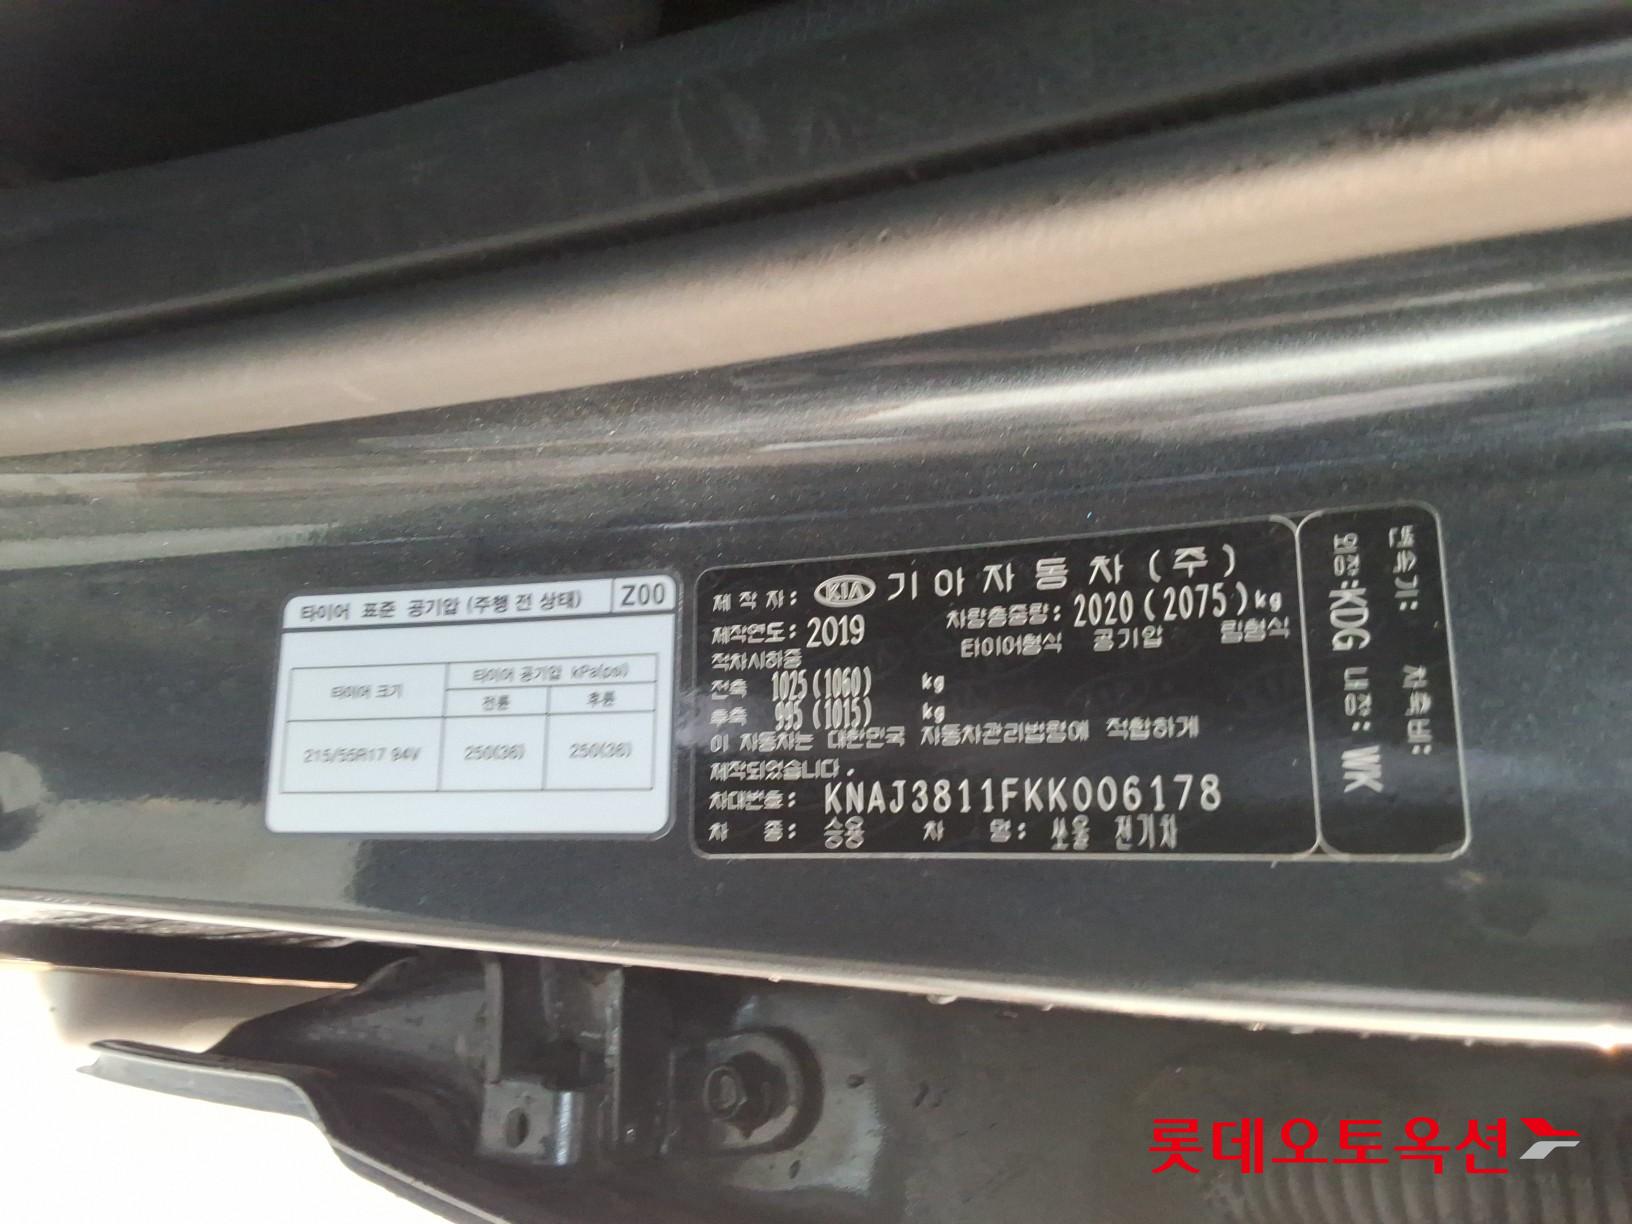 타이어 표준 공기압 (주행 전 상태) Z00
타이어 크기
타이어 공기압 kPa(psi)
전륜 후륜
215/55R17 94V 250(36) 250(36)
제작자: KIA 기아자동차(주)
제작연도: 2019 차량총중량: 2020(2075)kg
적차시하중 타이어형식 공기압 림형식
전축 1025(1060) kg
후축 995(1015) kg
이 자동차는 대한민국 자동차관리법령에 적합하게
제작되었습니다.
차대번호: KNAJ3811FKK006178
차 종: 승용 차 명: 쏘울 전기차
변속기: 차축비:
외장:KDG 내장: WK
롯데오토옥션